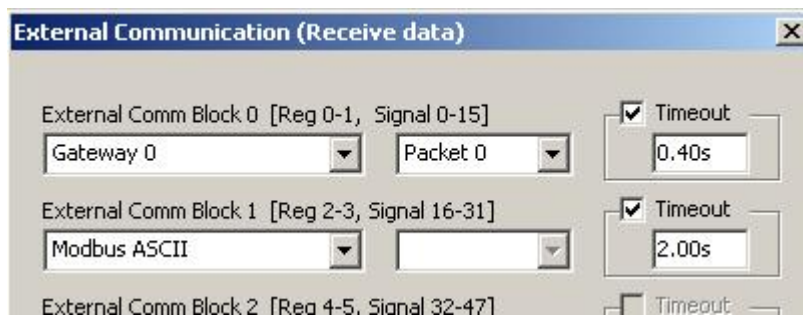 External Communication (Receive data)
External Comm Block 0 [Reg 0-1, Signal 0-15]
Timeout
Gateway 0
Packet 0
0.40s
External Comm Block 1 [Reg 2-3, Signal 16-31]
Timeout
Modbus ASCII
2.00s
External Comm Block 2 [Reg 4-5, Signal 32-47]
Timeout